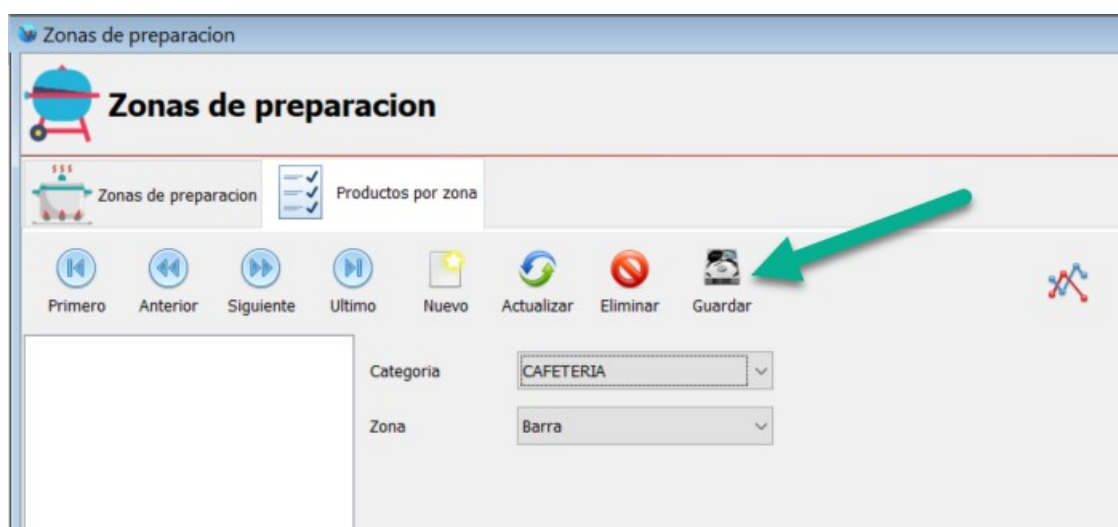 Zonas de preparacion
Zonas de preparacion
Zonas de preparacion
Productos por zona
Primero
Anterior
Siguiente
Ultimo
Nuevo
Actualizar
Eliminar
Guardar
Categoria
CAFETERIA
Zona
Barra